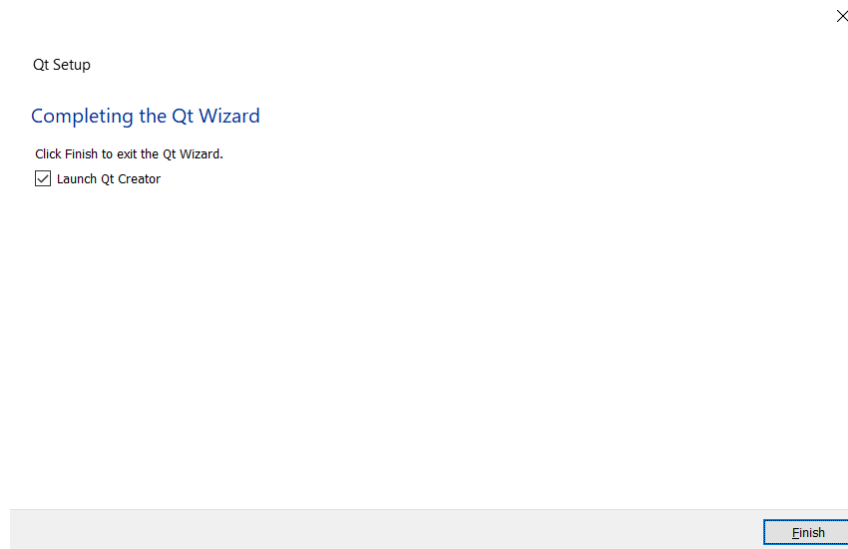 Qt Setup
Completing the Qt Wizard
Click Finish to exit the Qt Wizard.
Launch Qt Creator
Finish